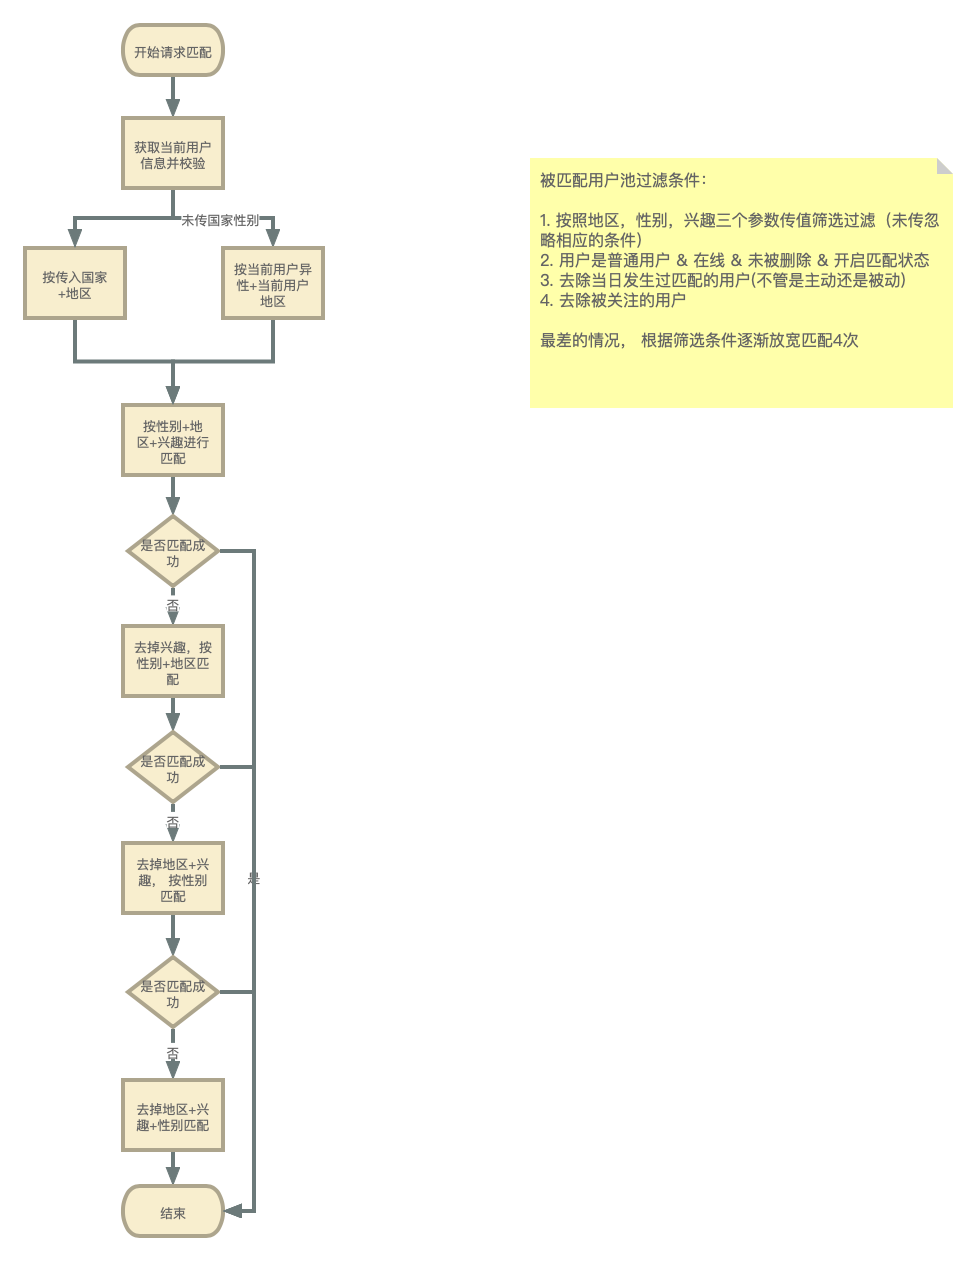 开始请求匹配
获取当前用户
信息并校验
未传国家性别
按传入国家
+地区
按当前用户异
性+当前用户
地区
按性别+地
区+兴趣进行
匹配
是否匹配成
功
否
去掉兴趣，按
性别+地区匹
配
是否匹配成
功
否
去掉地区+兴
趣， 按性别
匹配
是
是否匹配成
功
否
去掉地区+兴
趣+性别匹配
结束
被匹配用户池过滤条件：
1. 按照地区，性别，兴趣三个参数传值筛选过滤（未传忽
略相应的条件）
2. 用户是普通用户 & 在线 & 未被删除 & 开启匹配状态
3. 去除当日发生过匹配的用户(不管是主动还是被动)
4. 去除被关注的用户
最差的情况， 根据筛选条件逐渐放宽匹配4次